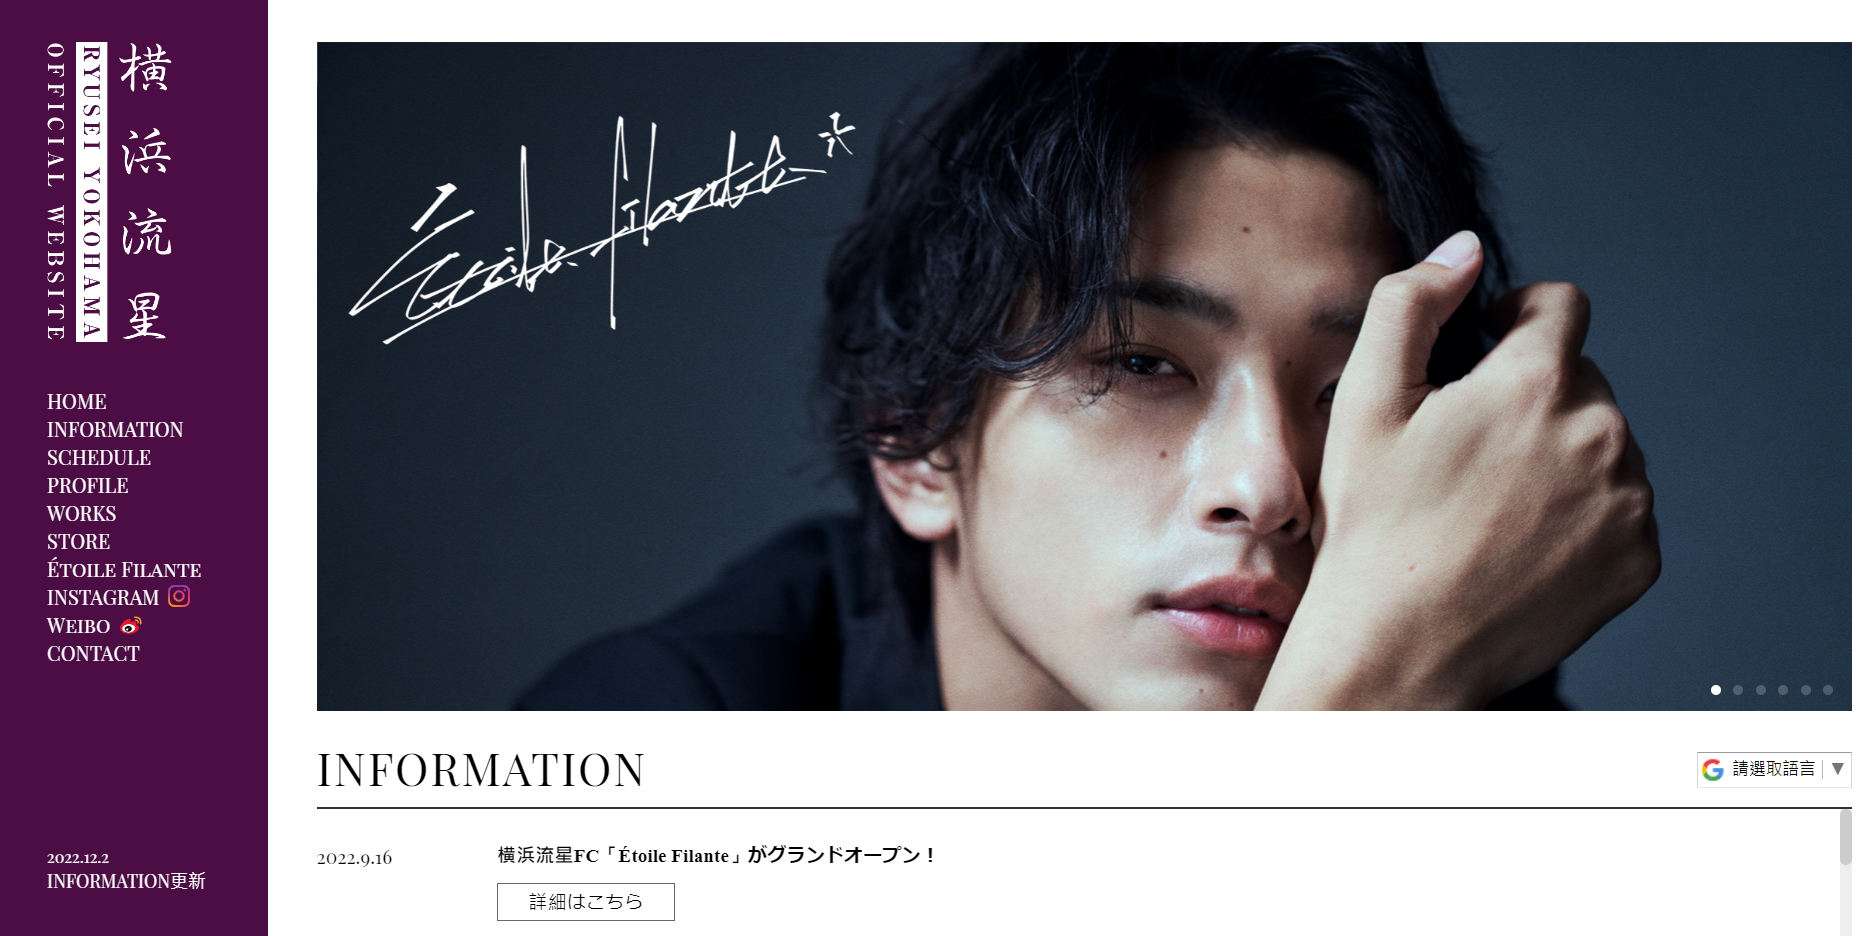 横浜流星
RYUSEI YOKOHAMA
OFFICIAL WEBSITE
HOME
INFORMATION
SCHEDULE
PROFILE
WORKS
STORE
ÉTOILE FILANTE
INSTAGRAM
WEIBO
CONTACT
2022.12.2
INFORMATION更新
Étoile filante
INFORMATION
請選取語言 ▼
2022.9.16
横浜流星FC「Étoile Filante」がグランドオープン！
詳細はこちら